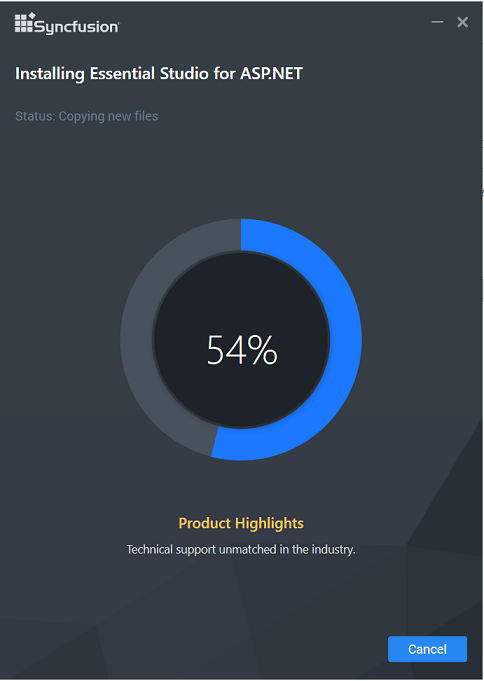 Syncfusion
Installing Essential Studio for ASP.NET
Status: Copying new files
54%
Product Highlights
Technical support unmatched in the industry.
Cancel